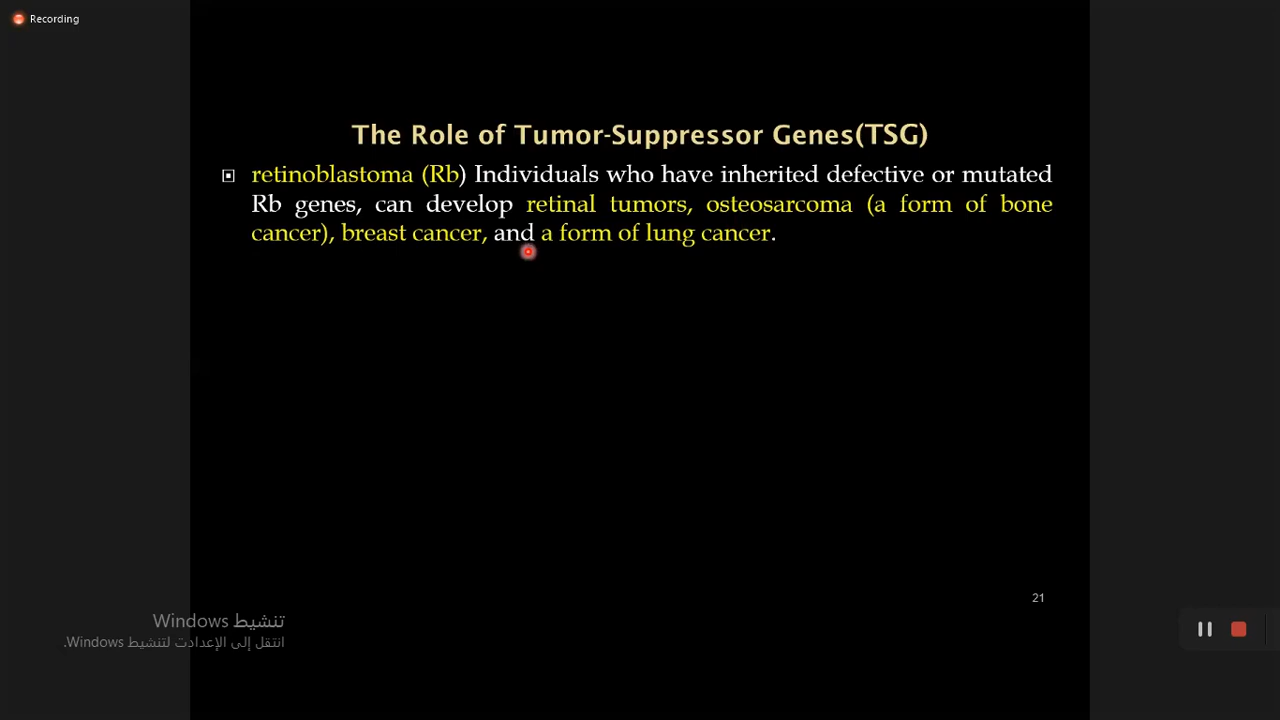 Recording
The Role of Tumor-Suppressor Genes(TSG)
retinoblastoma (Rb) Individuals who have inherited defective or mutated
Rb genes, can develop retinal tumors, osteosarcoma (a form of bone
cancer), breast cancer, and a form of lung cancer.
21
تنشيط Windows
انتقل إلى الإعدادت لتنشيط Windows.